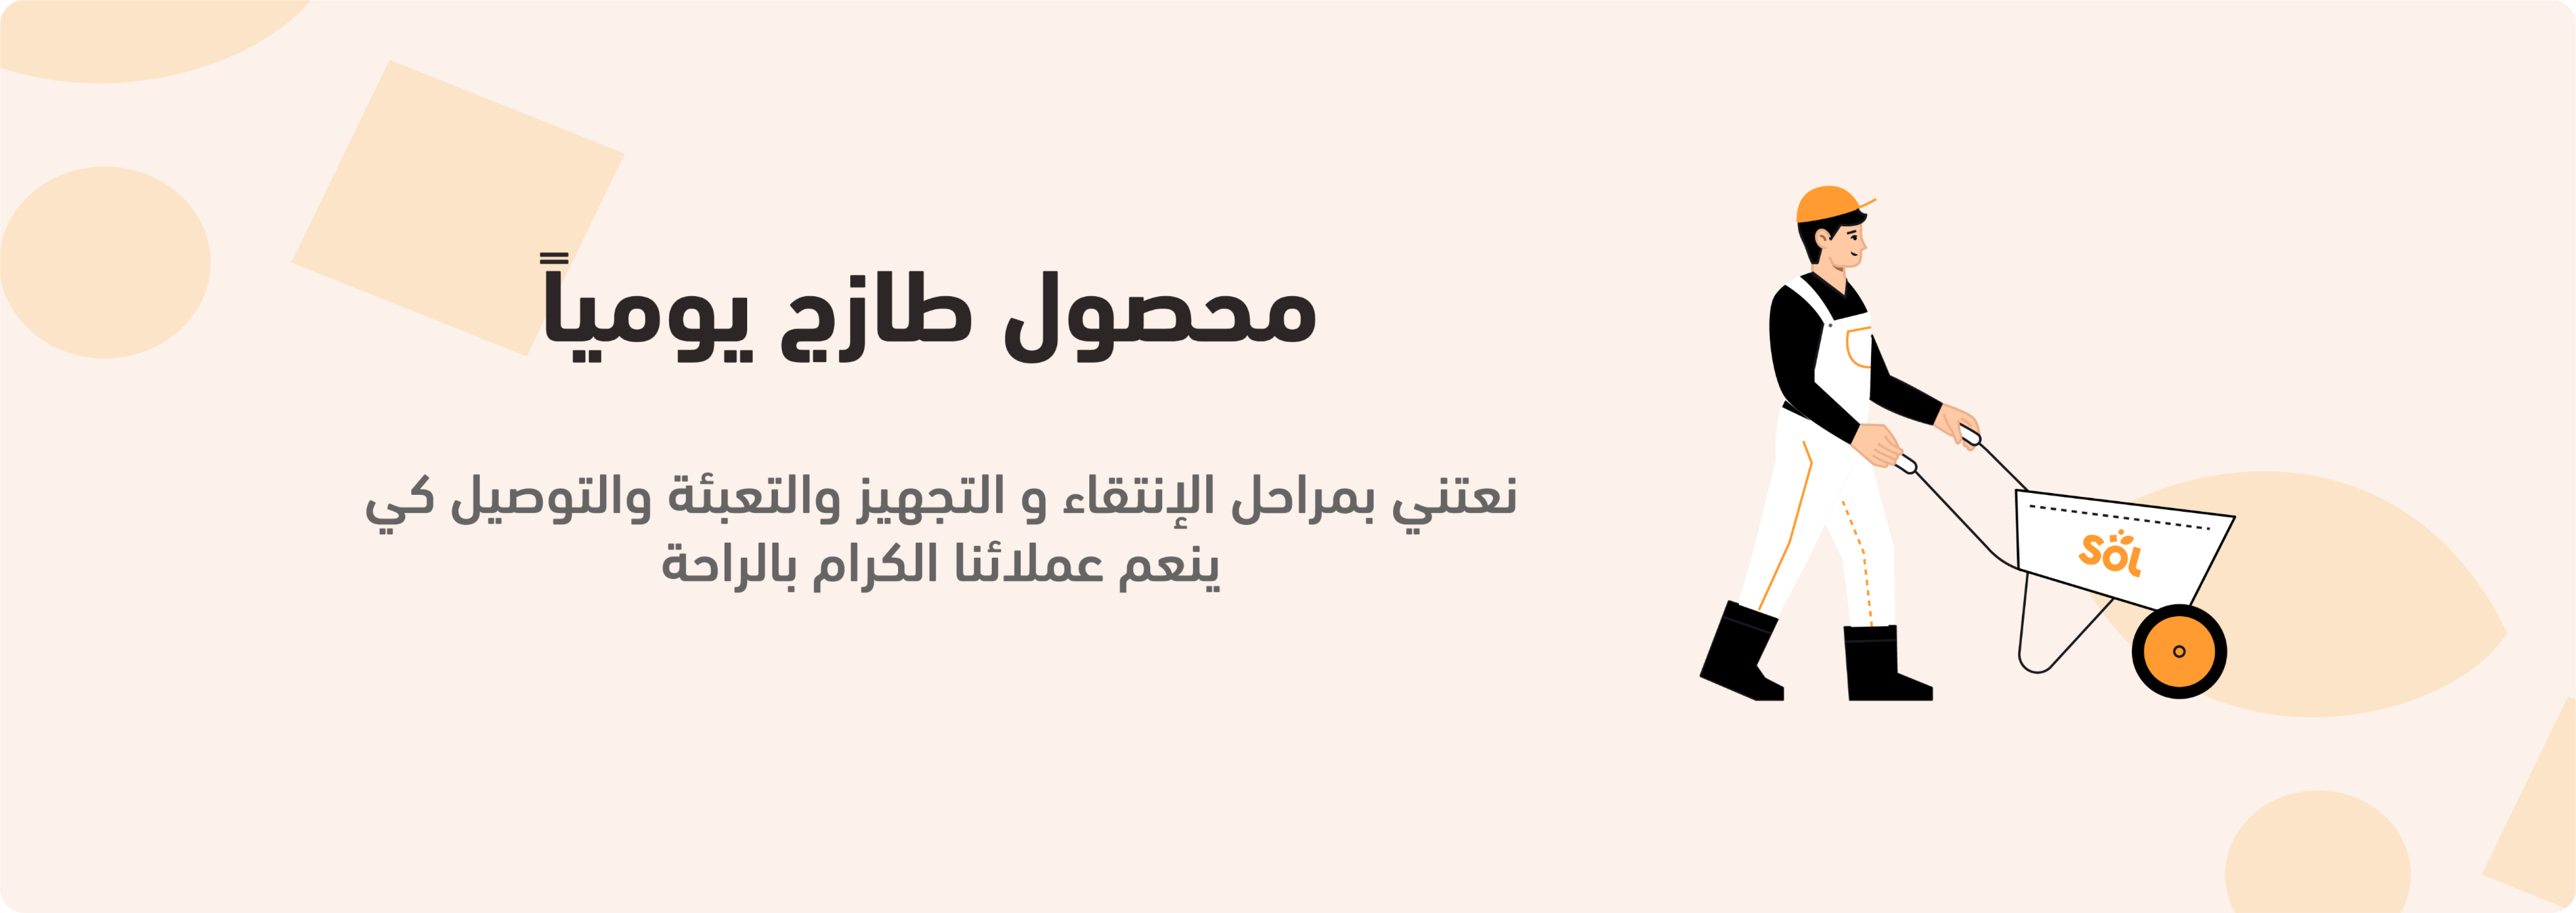 محصول طازج يومياً
نعتني بمراحل الإنتقاء و التجهيز والتعبئة والتوصيل كي
ينعم عملائنا الكرام بالراحة
sol